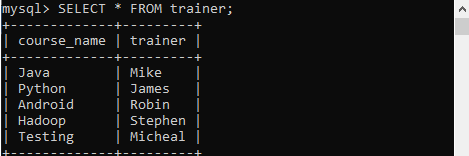 mysql> SELECT * FROM trainer;
+-------------+---------+
| course_name | trainer |
+-------------+---------+
| Java        | Mike    |
| Python      | James   |
| Android     | Robin   |
| Hadoop      | Stephen |
| Testing     | Micheal |
+-------------+---------+